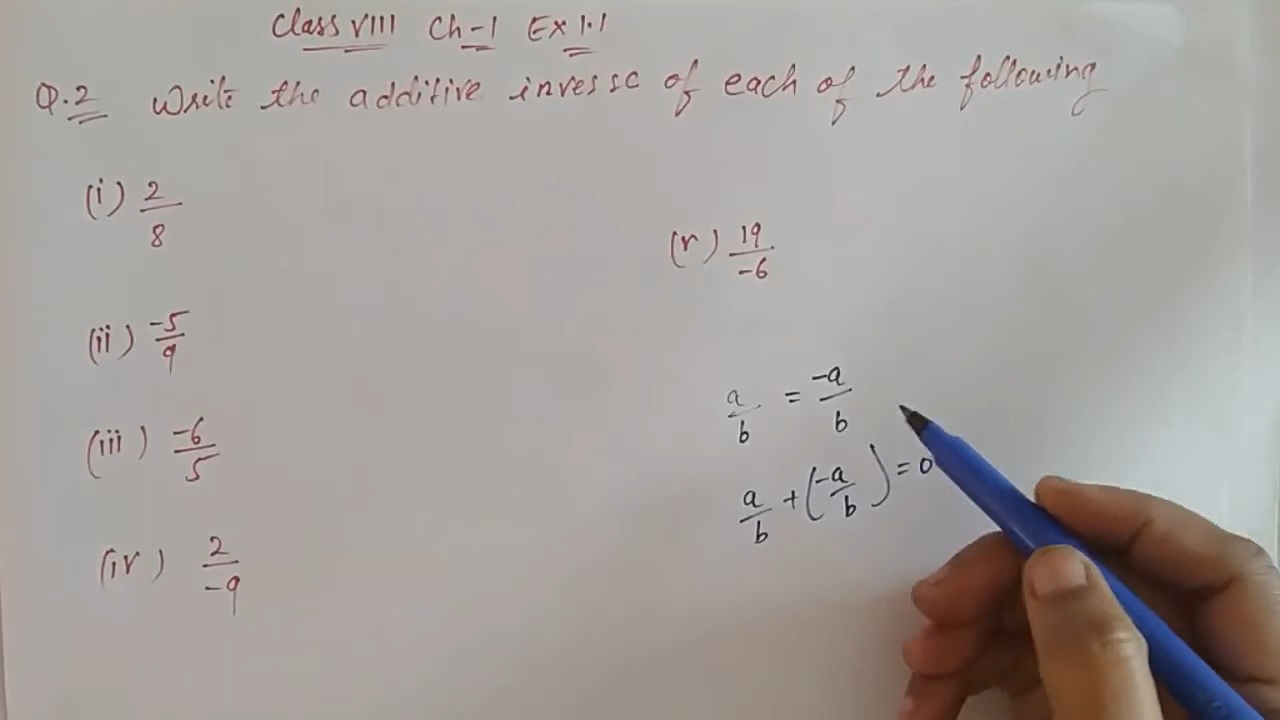 Class VIII Ch-1 Ex 1.1
Q.2 Write the additive inverse of each of the following
(i) 2/8
(ii) -5/9
(iii) -6/5
(iv) 2/-9
(v) 19/-6
a/b = -a/b
a/b + (-a/b) = 0